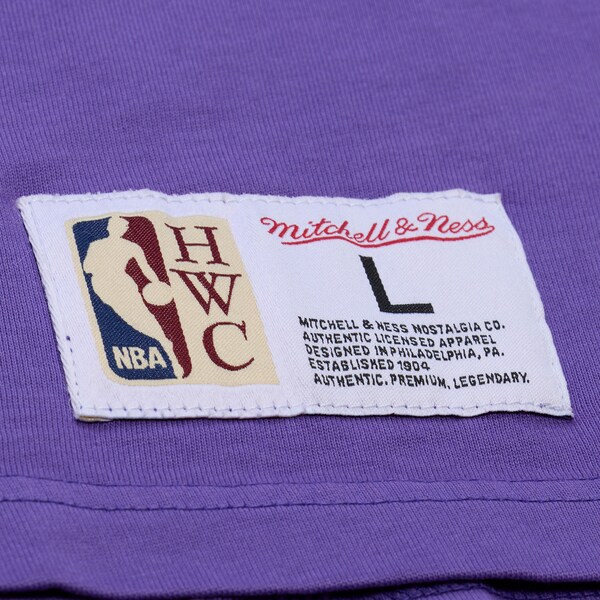 NBA
H
W
C
Mitchell & Ness
L
MITCHELL & NESS NOSTALGIA CO.
AUTHENTIC LICENSED APPAREL
DESIGNED IN PHILADELPHIA, PA.
ESTABLISHED 1904
AUTHENTIC. PREMIUM. LEGENDARY.